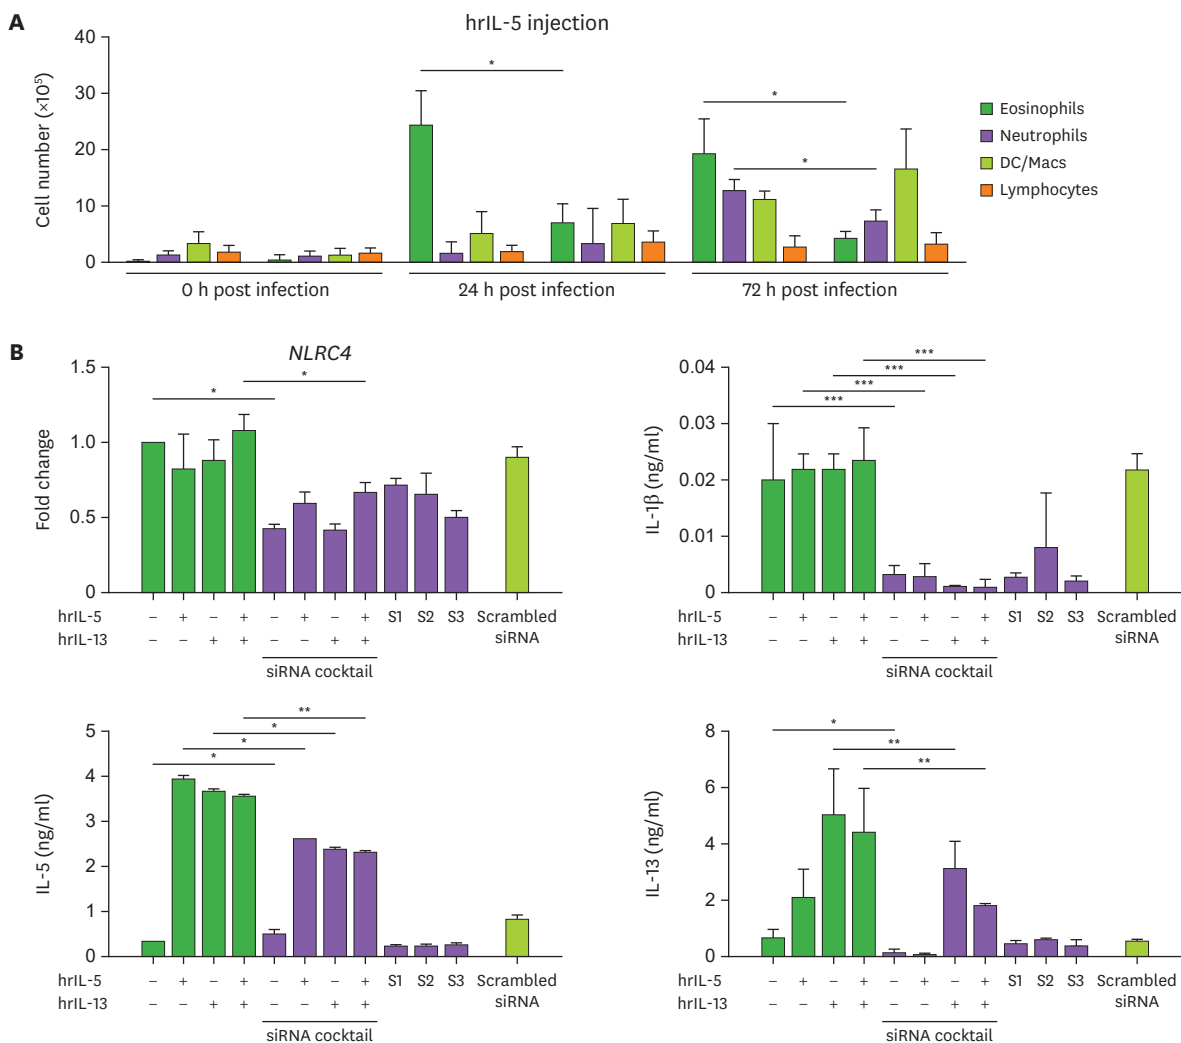 A
hrIL-5 injection
Cell number (×10⁵)
40
30
20
10
0
*
*
*
0 h post infection
24 h post infection
72 h post infection
Eosinophils
Neutrophils
DC/Macs
Lymphocytes
B
NLRC4
Fold change
1.5
1.0
0.5
0
*
*
hrIL-5 − + − + − + − + S1 S2 S3 Scrambled
hrIL-13 − − + + − − + + siRNA
siRNA cocktail
IL-1β (ng/ml)
0.04
0.03
0.02
0.01
0
***
***
***
***
hrIL-5 − + − + − + − + S1 S2 S3 Scrambled
hrIL-13 − − + + − − + + siRNA
siRNA cocktail
IL-5 (ng/ml)
5
4
3
2
1
0
**
*
*
*
hrIL-5 − + − + − + − + S1 S2 S3 Scrambled
hrIL-13 − − + + − − + + siRNA
siRNA cocktail
IL-13 (ng/ml)
8
6
4
2
0
*
**
**
hrIL-5 − + − + − + − + S1 S2 S3 Scrambled
hrIL-13 − − + + − − + + siRNA
siRNA cocktail